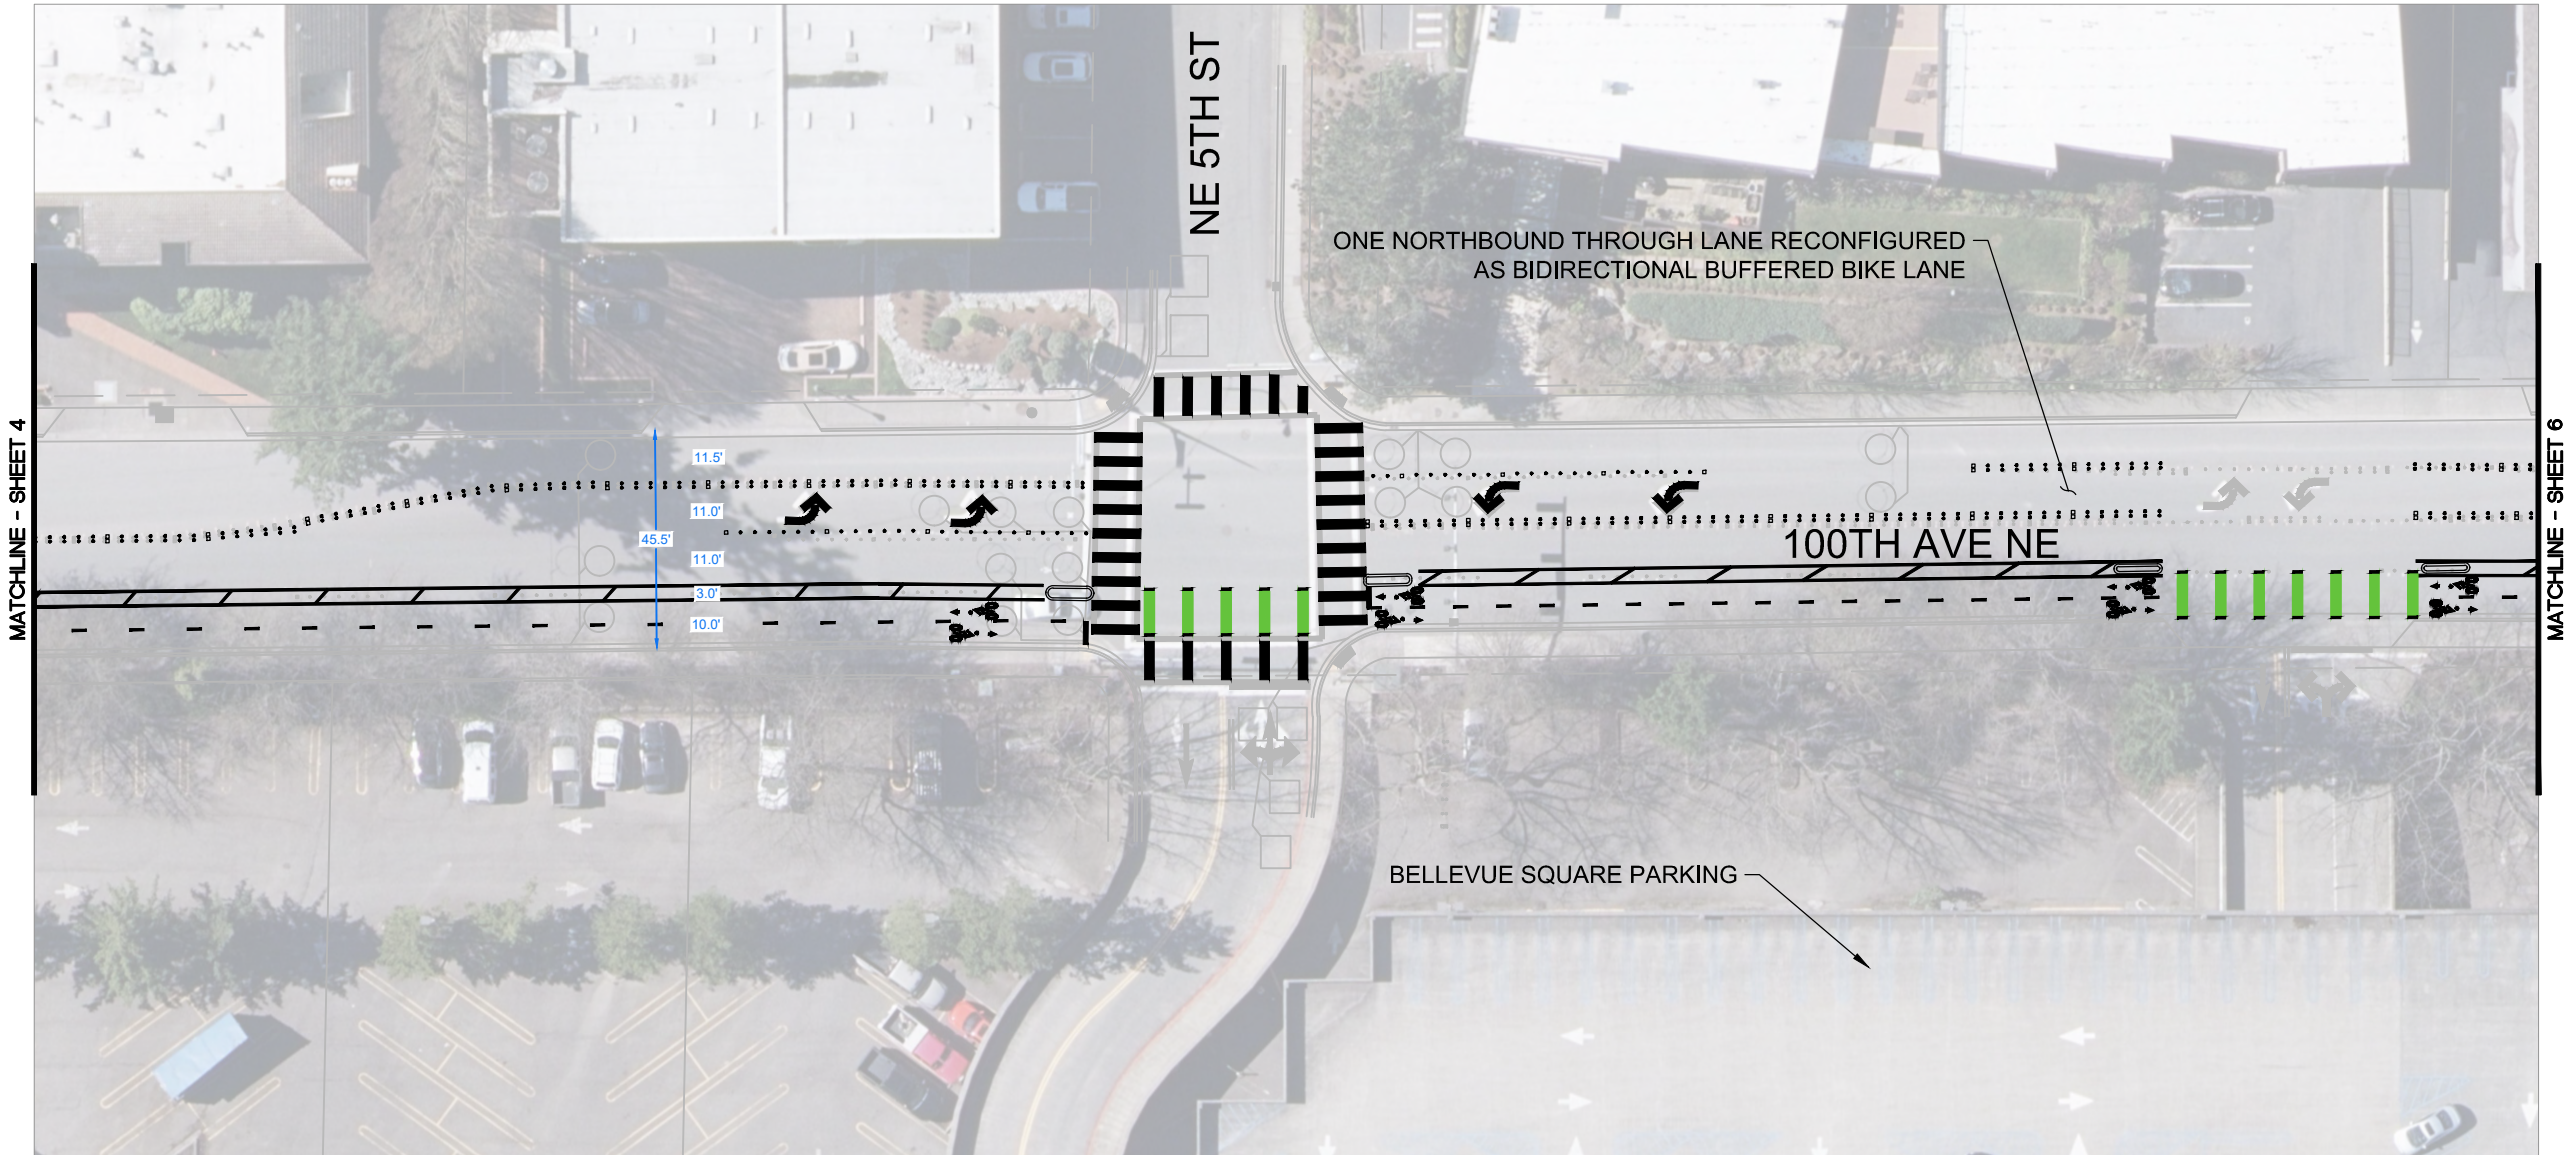 NE 5TH ST
ONE NORTHBOUND THROUGH LANE RECONFIGURED
AS BIDIRECTIONAL BUFFERED BIKE LANE
MATCHLINE - SHEET 4
11.5'
11.0'
45.5'
11.0'
3.0'
10.0'
100TH AVE NE
MATCHLINE - SHEET 6
BELLEVUE SQUARE PARKING